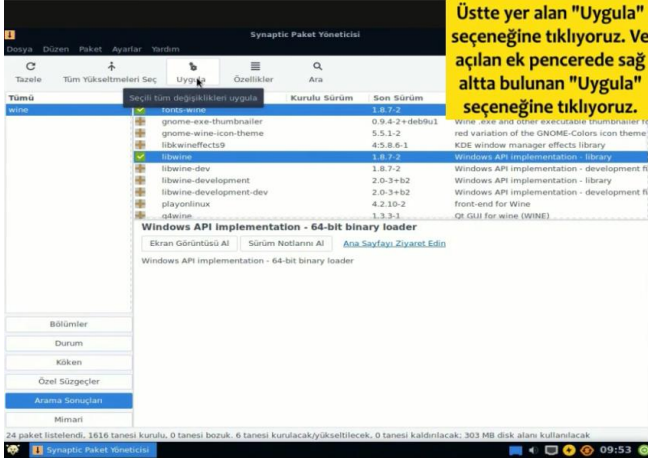 Üstte yer alan "Uygula"
seçeneğine tıklıyoruz. Ve
açılan ek pencerede sağ
altta bulunan "Uygula"
seçeneğine tıklıyoruz.
Synaptic Paket Yöneticisi
Dosya Düzen Paket Ayarlar Yardım
Tazele Tüm Yükseltmeleri Seç Uygula Özellikler Ara
Seçili tüm değişiklikleri uygula
Tümü Kurulu Sürüm Son Sürüm
wine fonts-wine 1.8.7-2
gnome-exe-thumbnailer 0.9.4-2+deb9u1 Wine .exe and other executable thumbnailer fo
gnome-wine-icon-theme 5.5.1-2 red variation of the GNOME-Colors icon theme
libkwineffects9 4:5.8.6-1 KDE window manager effects library
libwine 1.8.7-2 Windows API implementation - library
libwine-dev 1.8.7-2 Windows API implementation - development fi
libwine-development 2.0-3+b2 Windows API implementation - library
libwine-development-dev 2.0-3+b2 Windows API implementation - development fi
playonlinux 4.2.10-2 front-end for Wine
q4wine 1.3.3-1 Qt GUI for wine (WINE)
Windows API implementation - 64-bit binary loader
Ekran Görüntüsü Al Sürüm Notlarını Al Ana Sayfayı Ziyaret Edin
Windows API implementation - 64-bit binary loader
Bölümler
Durum
Köken
Özel Süzgeçler
Arama Sonuçları
Mimari
24 paket listelendi, 1616 tanesi kurulu, 0 tanesi bozuk. 6 tanesi kurulacak/yükseltilecek, 0 tanesi kaldırılacak; 303 MB disk alanı kullanılacak
Synaptic Paket Yöneticisi 09:53